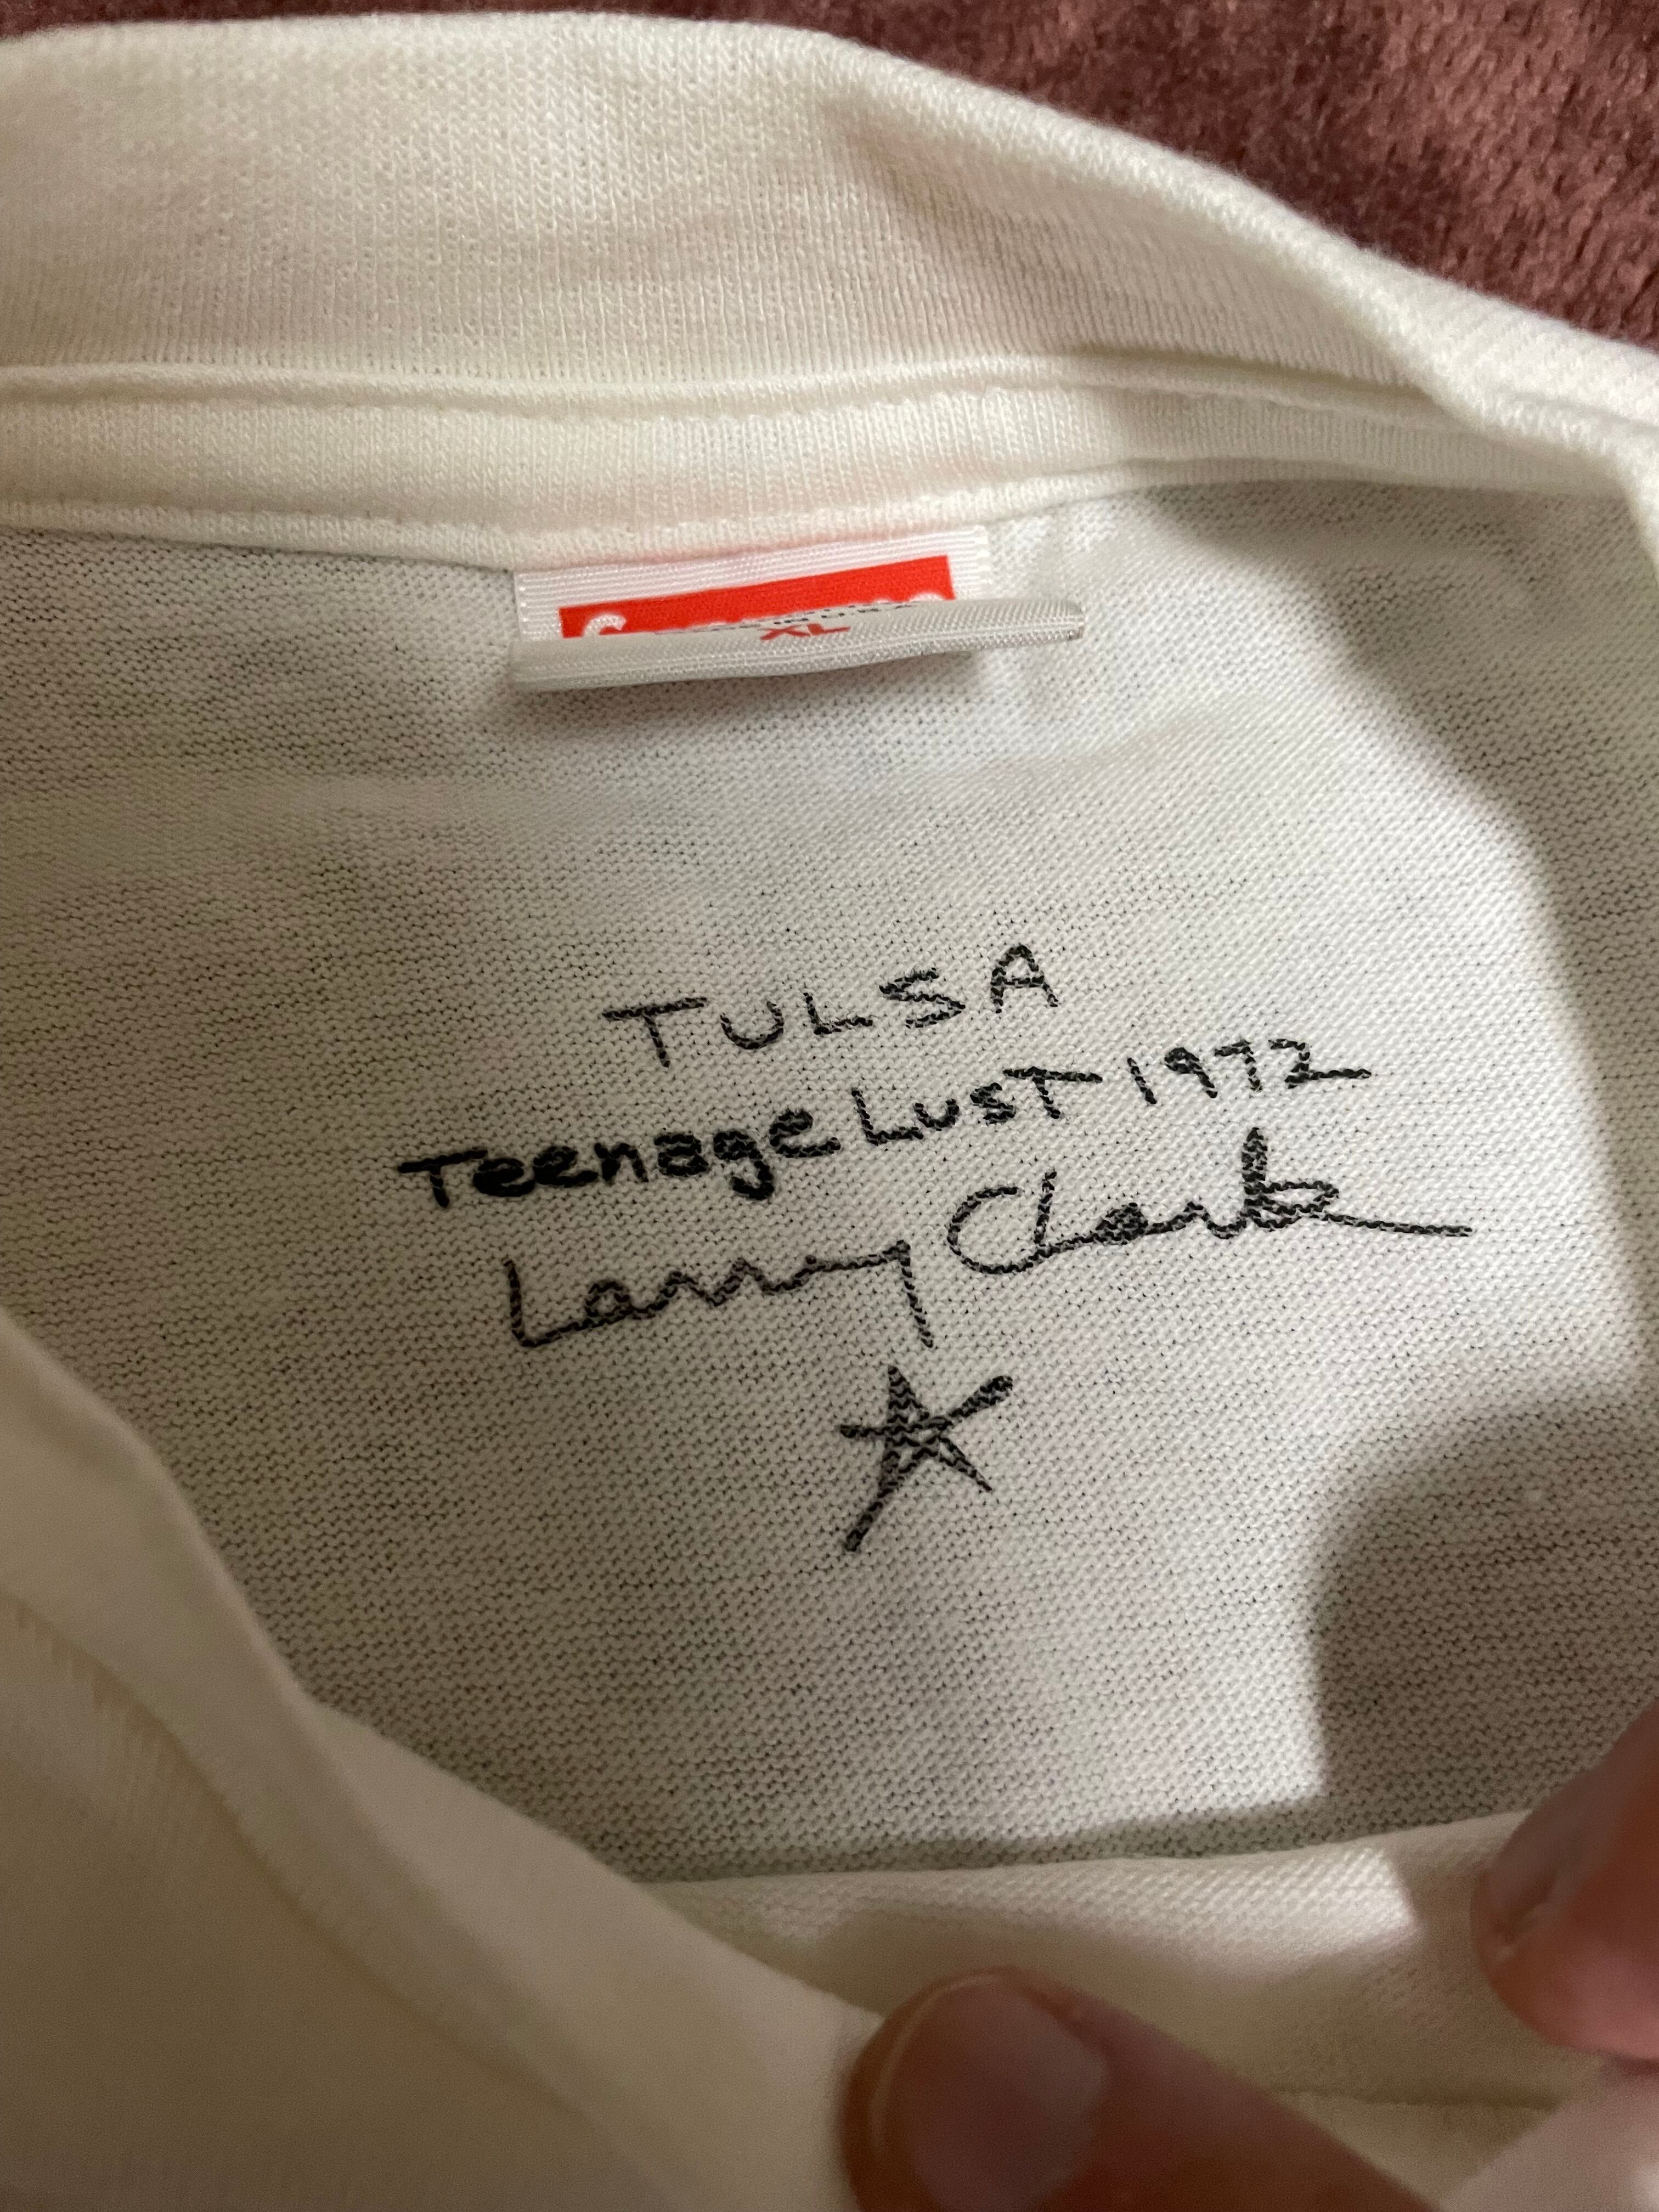 XL
TULSA
Teenage LUST 1972
Larry Clark